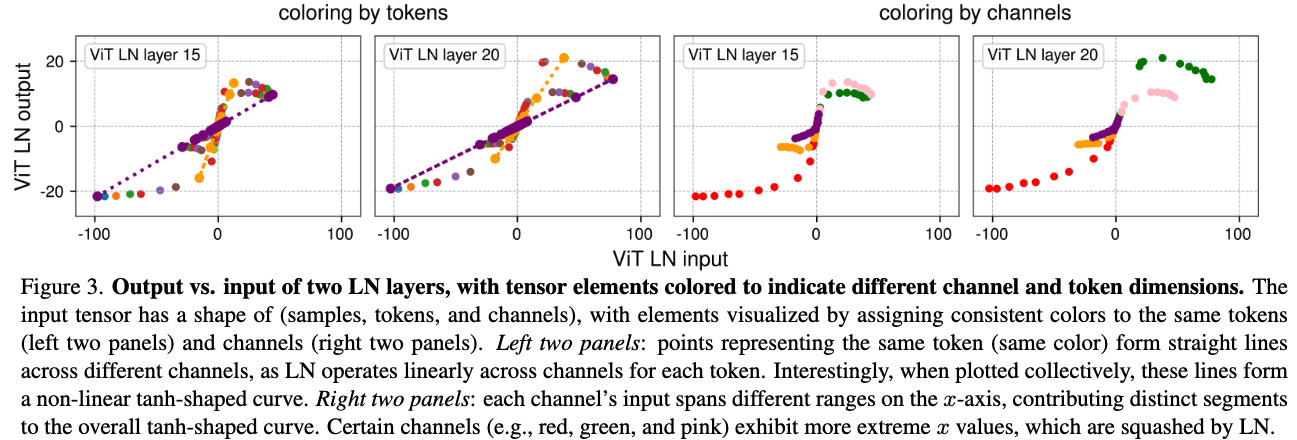 coloring by tokens
coloring by channels
ViT LN layer 15
ViT LN layer 20
ViT LN layer 15
ViT LN layer 20
ViT LN output
20
0
-20
-100 0 100
-100 0 100
-100 0 100
-100 0 100
ViT LN input
Figure 3. Output vs. input of two LN layers, with tensor elements colored to indicate different channel and token dimensions. The
input tensor has a shape of (samples, tokens, and channels), with elements visualized by assigning consistent colors to the same tokens
(left two panels) and channels (right two panels). Left two panels: points representing the same token (same color) form straight lines
across different channels, as LN operates linearly across channels for each token. Interestingly, when plotted collectively, these lines form
a non-linear tanh-shaped curve. Right two panels: each channel's input spans different ranges on the x-axis, contributing distinct segments
to the overall tanh-shaped curve. Certain channels (e.g., red, green, and pink) exhibit more extreme x values, which are squashed by LN.